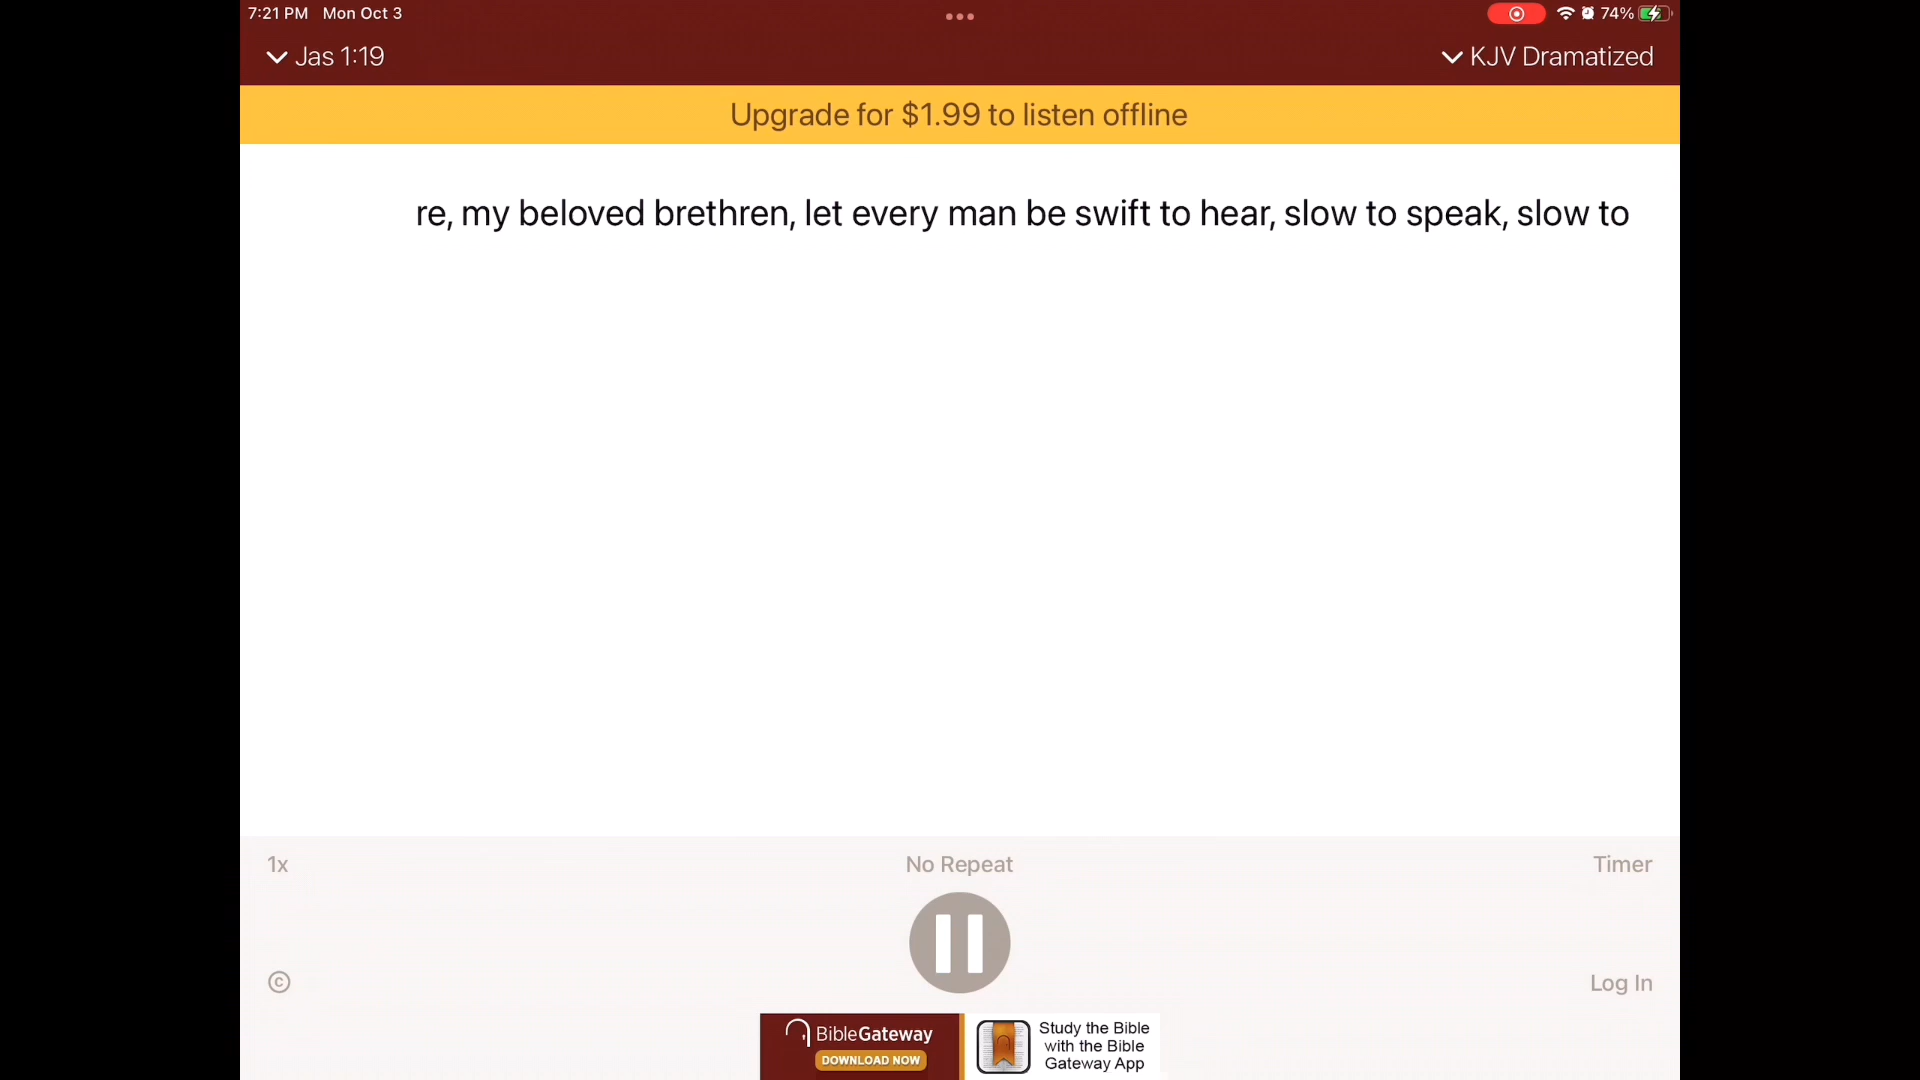 7:21 PM Mon Oct 3
74%
Jas 1:19
KJV Dramatized
Upgrade for $1.99 to listen offline
re, my beloved brethren, let every man be swift to hear, slow to speak, slow to
1x
No Repeat
Timer
©
Log In
BibleGateway
DOWNLOAD NOW
Study the Bible
with the Bible
Gateway App